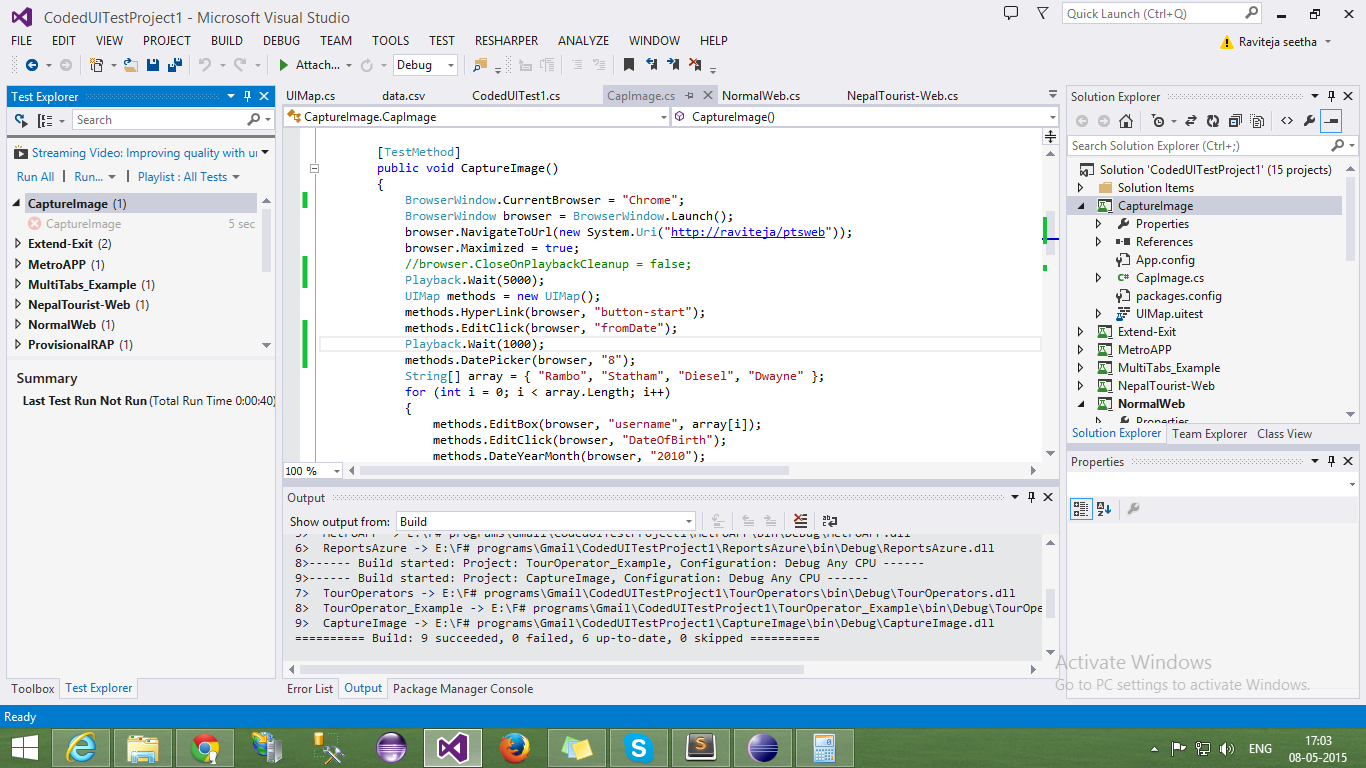 CodedUITestProject1 - Microsoft Visual Studio
Quick Launch (Ctrl+Q)
FILE EDIT VIEW PROJECT BUILD DEBUG TEAM TOOLS TEST RESHARPER ANALYZE WINDOW HELP
Raviteja seetha
Attach... Debug
Test Explorer
Search
Streaming Video: Improving quality with
Run All | Run... | Playlist : All Tests
CaptureImage (1)
CaptureImage 5 sec
Extend-Exit (2)
MetroAPP (1)
MultiTabs_Example (1)
NepalTourist-Web (1)
NormalWeb (1)
ProvisionalRAP (1)
Summary
Last Test Run Not Run (Total Run Time 0:00:40)
Toolbox Test Explorer
UIMap.cs data.csv CodedUITest1.cs CapImage.cs NormalWeb.cs NepalTourist-Web.cs
CaptureImage.CapImage CaptureImage()
[TestMethod]
public void CaptureImage()
{
BrowserWindow.CurrentBrowser = "Chrome";
BrowserWindow browser = BrowserWindow.Launch();
browser.NavigateToUrl(new System.Uri("http://raviteja/ptsweb"));
browser.Maximized = true;
//browser.CloseOnPlaybackCleanup = false;
Playback.Wait(5000);
UIMap methods = new UIMap();
methods.HyperLink(browser, "button-start");
methods.EditClick(browser, "fromDate");
Playback.Wait(1000);
methods.DatePicker(browser, "8");
String[] array = { "Rambo", "Statham", "Diesel", "Dwayne" };
for (int i = 0; i < array.Length; i++)
{
methods.EditBox(browser, "username", array[i]);
methods.EditClick(browser, "DateOfBirth");
methods.DateYearMonth(browser, "2010");
100 %
Output
Show output from: Build
5> MetroAPP -> E:\F# programs\Gmail\CodedUITestProject1\MetroAPP\bin\Debug\MetroAPP.dll
6> ReportsAzure -> E:\F# programs\Gmail\CodedUITestProject1\ReportsAzure\bin\Debug\ReportsAzure.dll
8>------ Build started: Project: TourOperator_Example, Configuration: Debug Any CPU ------
9>------ Build started: Project: CaptureImage, Configuration: Debug Any CPU ------
7> TourOperators -> E:\F# programs\Gmail\CodedUITestProject1\TourOperators\bin\Debug\TourOperators.dll
8> TourOperator_Example -> E:\F# programs\Gmail\CodedUITestProject1\TourOperator_Example\bin\Debug\TourOpe
9> CaptureImage -> E:\F# programs\Gmail\CodedUITestProject1\CaptureImage\bin\Debug\CaptureImage.dll
========== Build: 9 succeeded, 0 failed, 6 up-to-date, 0 skipped ==========
Error List Output Package Manager Console
Solution Explorer
Search Solution Explorer (Ctrl+;)
Solution 'CodedUITestProject1' (15 projects)
Solution Items
CaptureImage
Properties
References
App.config
C# CapImage.cs
packages.config
UIMap.uitest
Extend-Exit
MetroAPP
MultiTabs_Example
NepalTourist-Web
NormalWeb
Properties
Solution Explorer Team Explorer Class View
Properties
Activate Windows
Go to PC settings to activate Windows.
Ready
ENG
17:03
08-05-2015